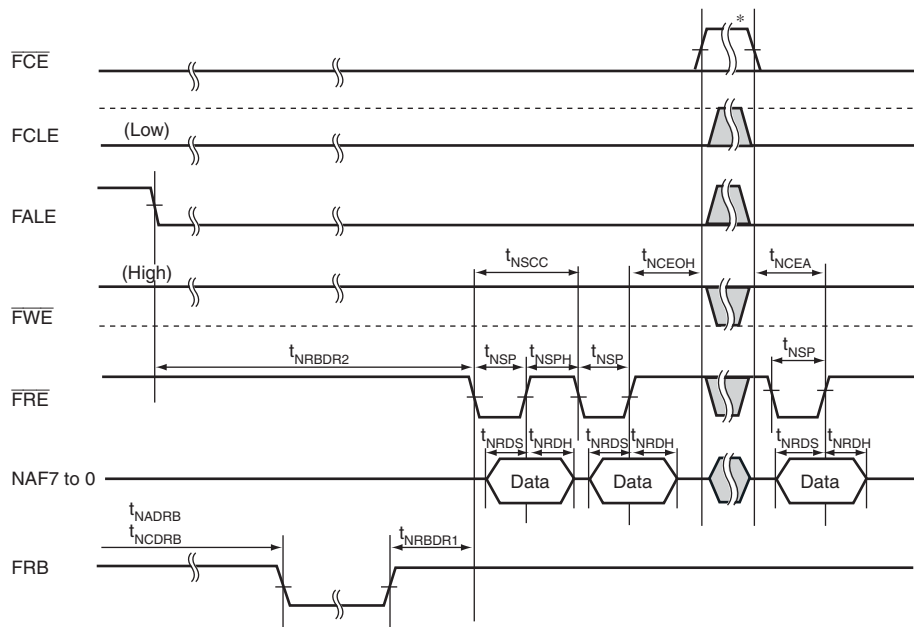 *
FCE
FCLE (Low)
FALE
(High) tNSCC tNCEOH tNCEA
FWE
tNRBDR2 tNSP tNSPH tNSP tNSP
FRE
tNRDS tNRDH tNRDS tNRDH tNRDS tNRDH
NAF7 to 0 Data Data Data
tNADRB
tNCDRB tNRBDR1
FRB